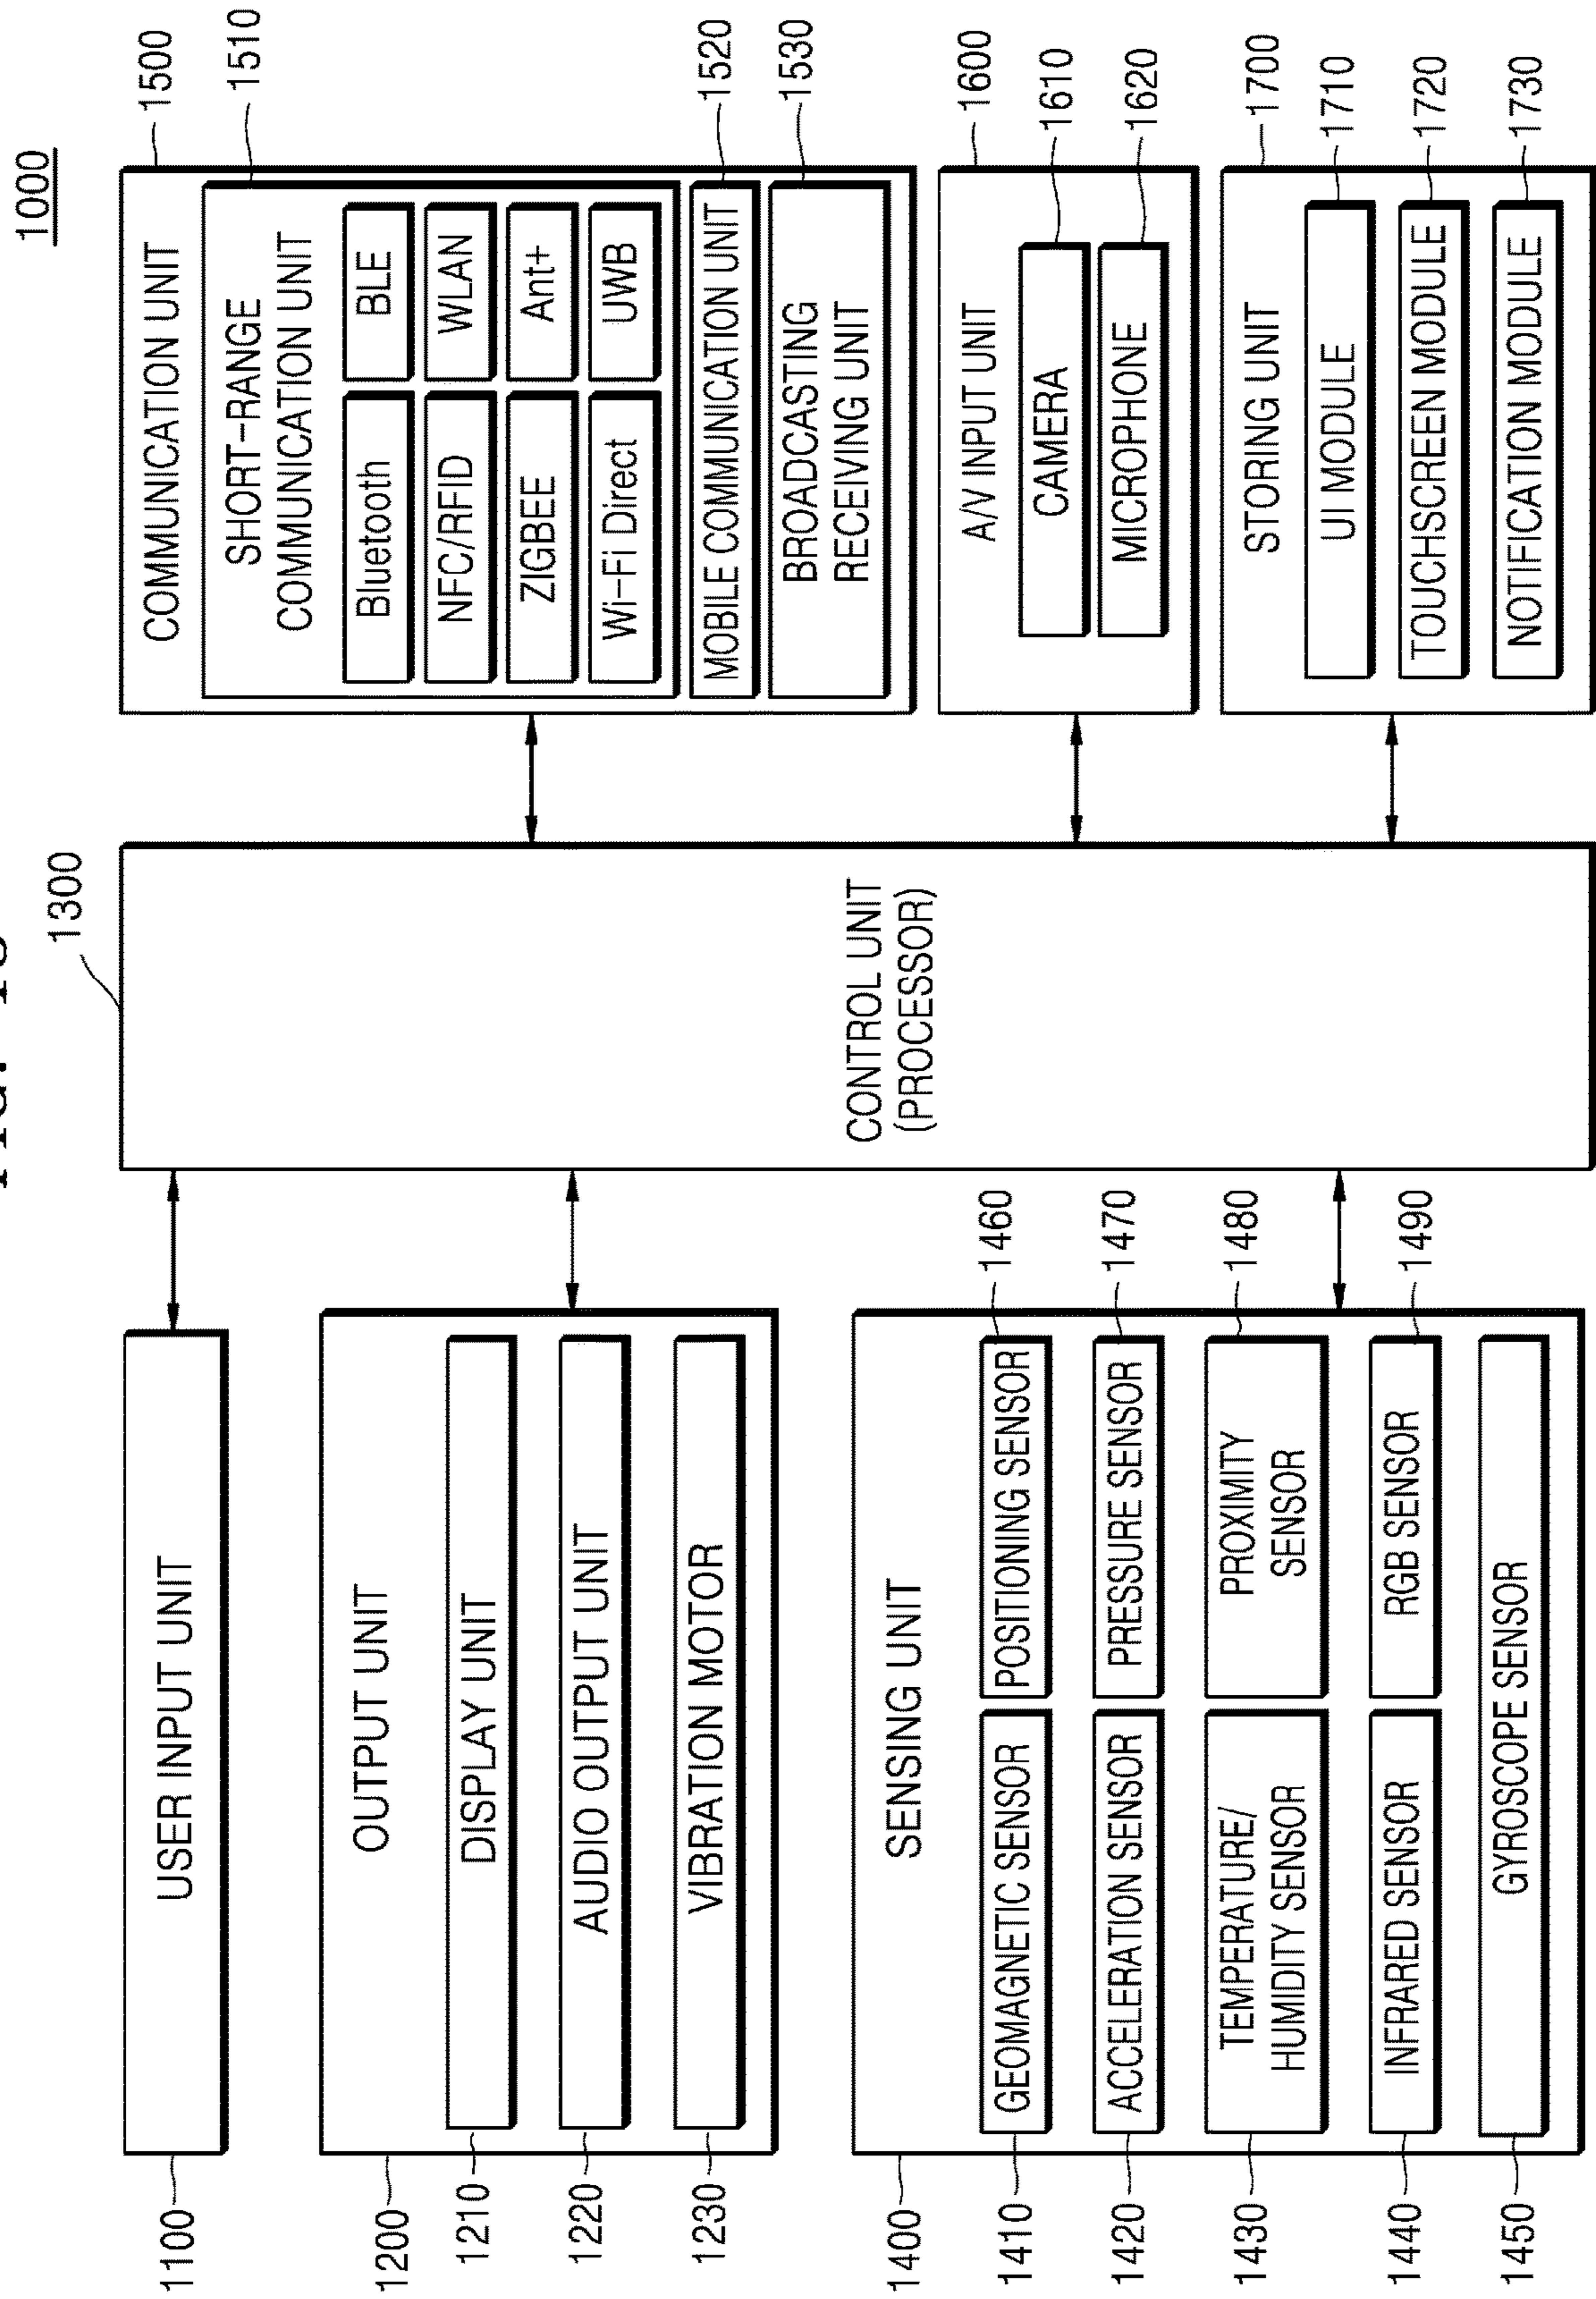 1000
1300
1100
USER INPUT UNIT
1200
OUTPUT UNIT
1210
DISPLAY UNIT
1220
AUDIO OUTPUT UNIT
1230
VIBRATION MOTOR
1400
SENSING UNIT
1410
GEOMAGNETIC SENSOR
POSITIONING SENSOR
1460
1420
ACCELERATION SENSOR
PRESSURE SENSOR
1470
1430
TEMPERATURE/
HUMIDITY SENSOR
PROXIMITY
SENSOR
1480
1440
INFRARED SENSOR
RGB SENSOR
1490
1450
GYROSCOPE SENSOR
CONTROL UNIT
(PROCESSOR)
COMMUNICATION UNIT
1500
SHORT-RANGE
COMMUNICATION UNIT
1510
Bluetooth
BLE
NFC/RFID
WLAN
ZIGBEE
Ant+
Wi-Fi Direct
UWB
MOBILE COMMUNICATION UNIT
1520
BROADCASTING
RECEIVING UNIT
1530
A/V INPUT UNIT
1600
CAMERA
1610
MICROPHONE
1620
STORING UNIT
1700
UI MODULE
1710
TOUCHSCREEN MODULE
1720
NOTIFICATION MODULE
1730